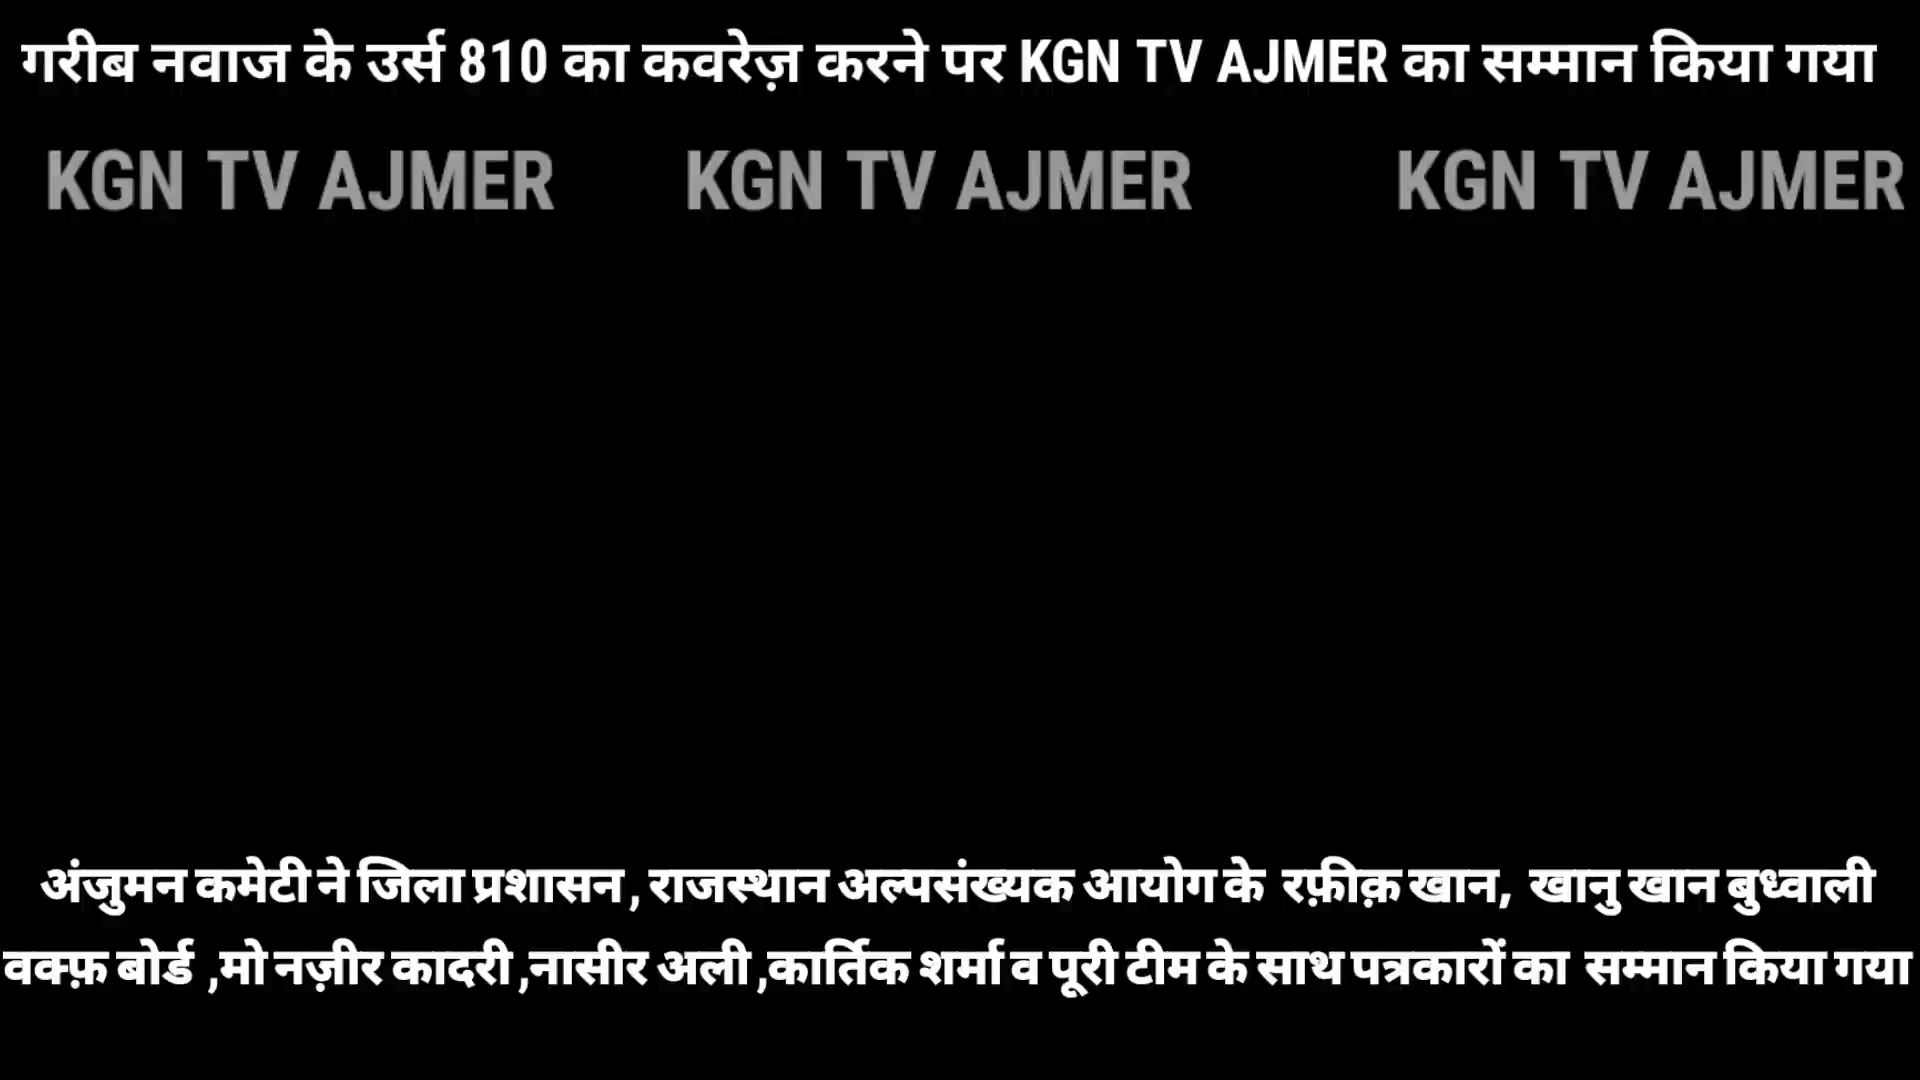 गरीब नवाज के उर्स 810 का कवरेज़ करने पर KGN TV AJMER का सम्मान किया गया
KGN TV AJMER KGN TV AJMER KGN TV AJMER
अंजुमन कमेटी ने जिला प्रशासन, राजस्थान अल्पसंख्यक आयोग के रफ़ीक़ खान, खानु खान बुध्वाली
वक्फ़ बोर्ड ,मो नज़ीर कादरी ,नासीर अली ,कार्तिक शर्मा व पूरी टीम के साथ पत्रकारों का सम्मान किया गया